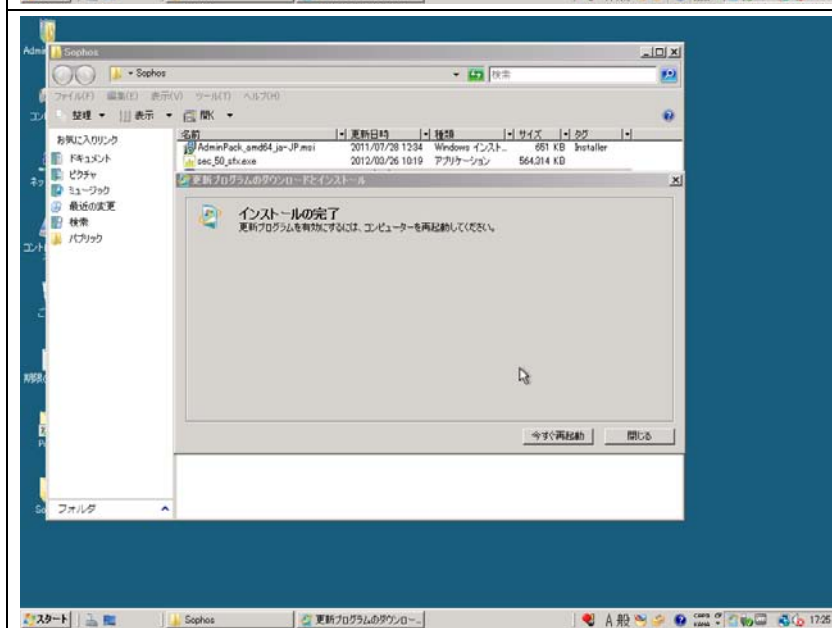 Sophos
Sophos
検索
ファイル(F) 編集(E) 表示(V) ツール(T) ヘルプ(H)
整理 表示 開く
お気に入りリンク
ドキュメント
ピクチャ
ミュージック
最近の変更
検索
パブリック
フォルダ
名前 更新日時 種類 サイズ タグ
AdminPack_amd64_ja-JP.msi 2011/07/28 12:34 Windows インスト... 651 KB Installer
sec_50_sfx.exe 2012/03/26 10:19 アプリケーション 564,314 KB
更新プログラムのダウンロードとインストール
インストールの完了
更新プログラムを有効にするには、コンピューターを再起動してください。
今すぐ再起動 閉じる
スタート Sophos 更新プログラムのダウンロー... A 般 CAPS KANA 17:25